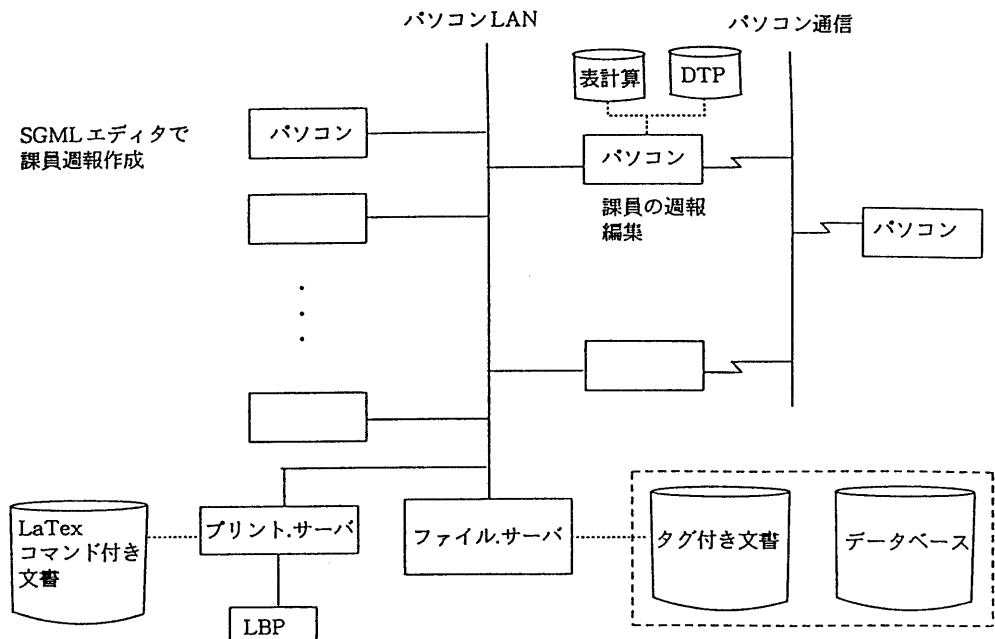 パソコンLAN
パソコン通信
表計算
DTP
SGMLエディタで
課員週報作成
パソコン
パソコン
課員の週報
編集
パソコン
LaTex
コマンド付き
文書
プリント.サーバ
ファイル.サーバ
タグ付き文書
データベース
LBP